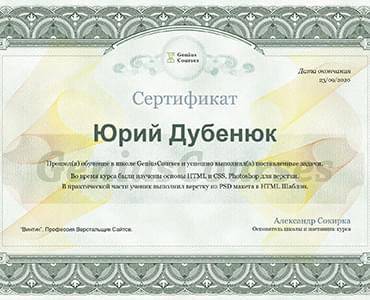 Genius
Courses
Дата окончания
23/09/2020
Сертификат
Юрий Дубенюк
GeniusCourses
Прошел(а) обучение в школе GeniusCourses и успешно выполнил(а) поставленные задачи.
Во время курса были изучены основы HTML и CSS, Photoshop для верстки.
В практической части ученик выполнил верстку из PSD макета в HTML Шаблон.
Александр Сокирка
Основатель школы и наставник курса
"Винтик". Профессия Верстальщик Сайтов.